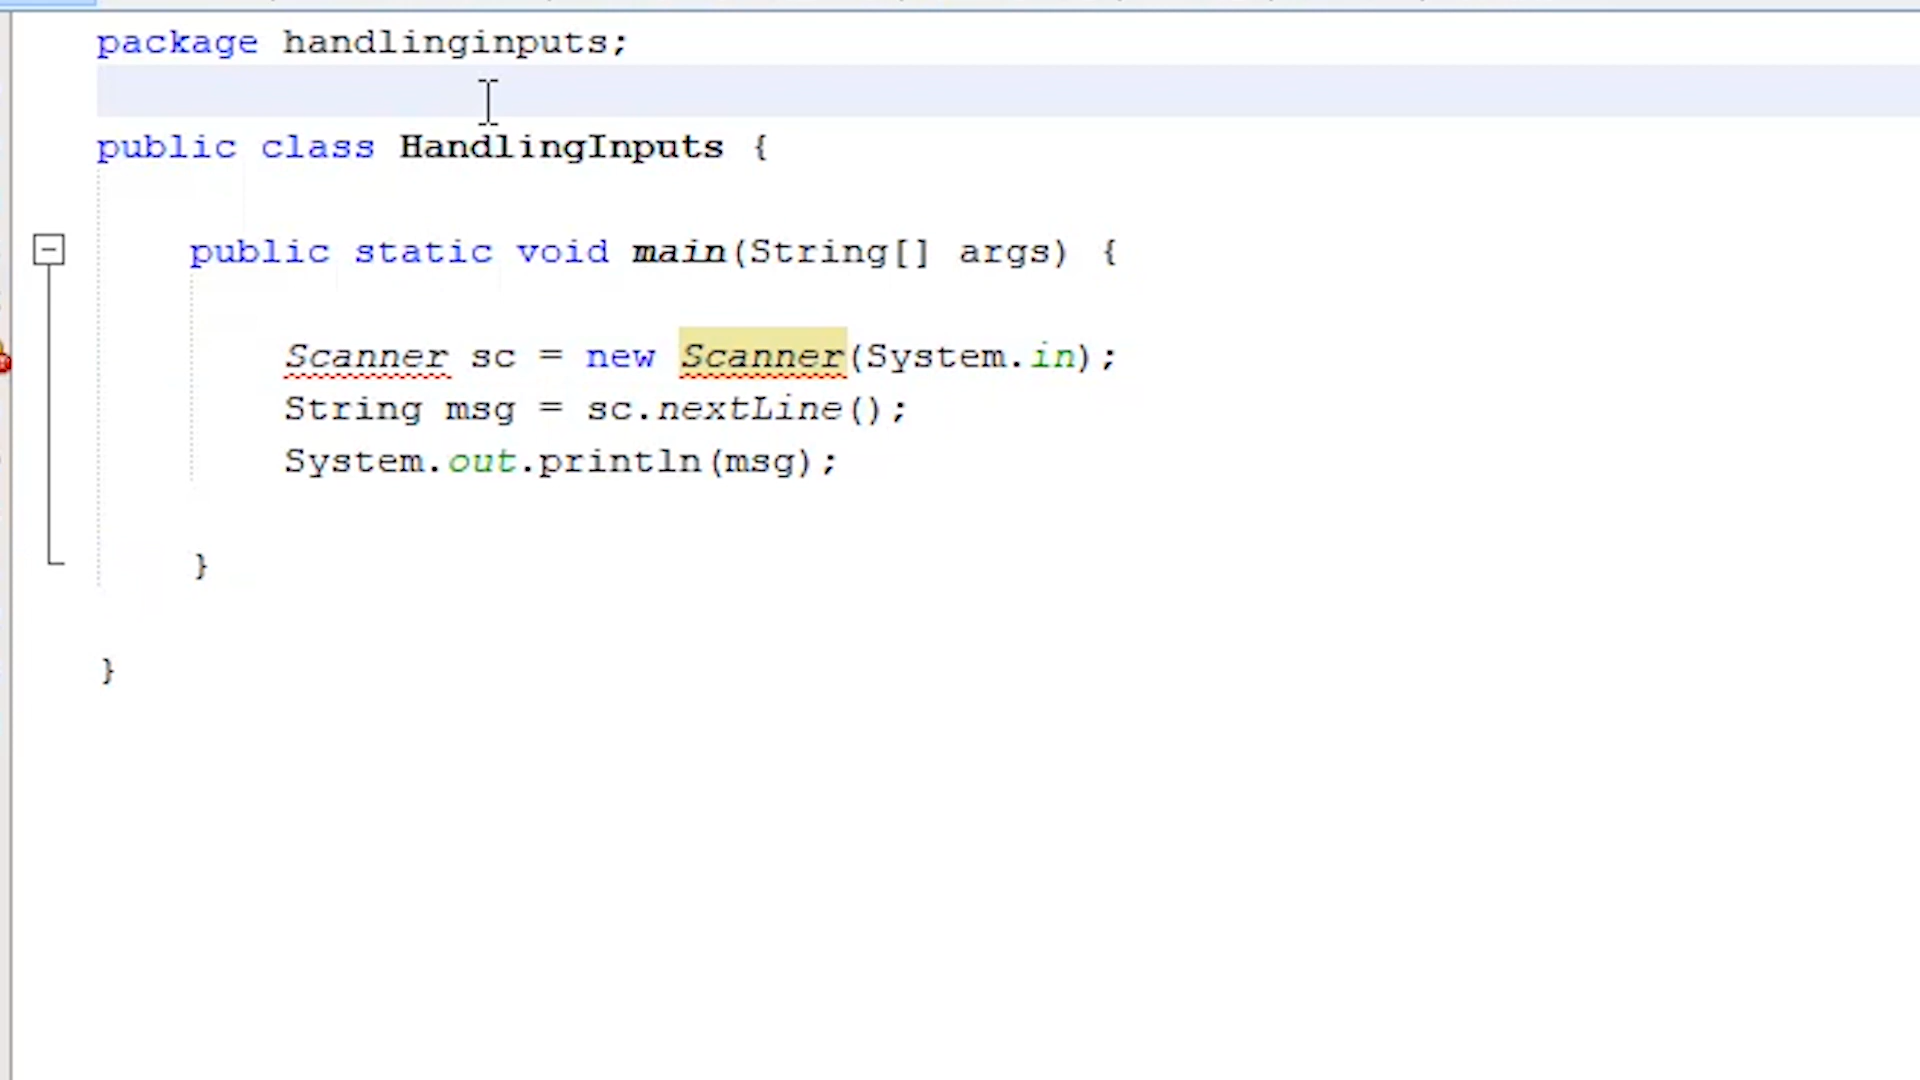 package handlinginputs;
public class HandlingInputs {
public static void main(String[] args) {
Scanner sc = new Scanner(System.in);
String msg = sc.nextLine();
System.out.println(msg);
}
}